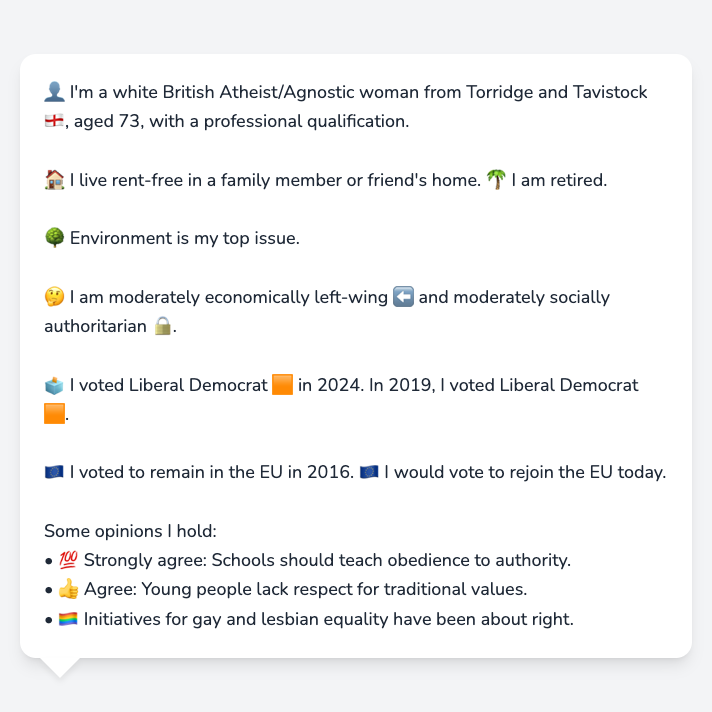 👤 I'm a white British Atheist/Agnostic woman from Torridge and Tavistock
🏴󠁧󠁢󠁥󠁮󠁧󠁿, aged 73, with a professional qualification.
🏠 I live rent-free in a family member or friend's home. 🌴 I am retired.
🌳 Environment is my top issue.
🤔 I am moderately economically left-wing ⬅️ and moderately socially
authoritarian 🔒.
🗳️ I voted Liberal Democrat 🟧 in 2024. In 2019, I voted Liberal Democrat
🟧.
🇪🇺 I voted to remain in the EU in 2016. 🇪🇺 I would vote to rejoin the EU today.
Some opinions I hold:
• 💯 Strongly agree: Schools should teach obedience to authority.
• 👍 Agree: Young people lack respect for traditional values.
• 🏳️‍🌈 Initiatives for gay and lesbian equality have been about right.